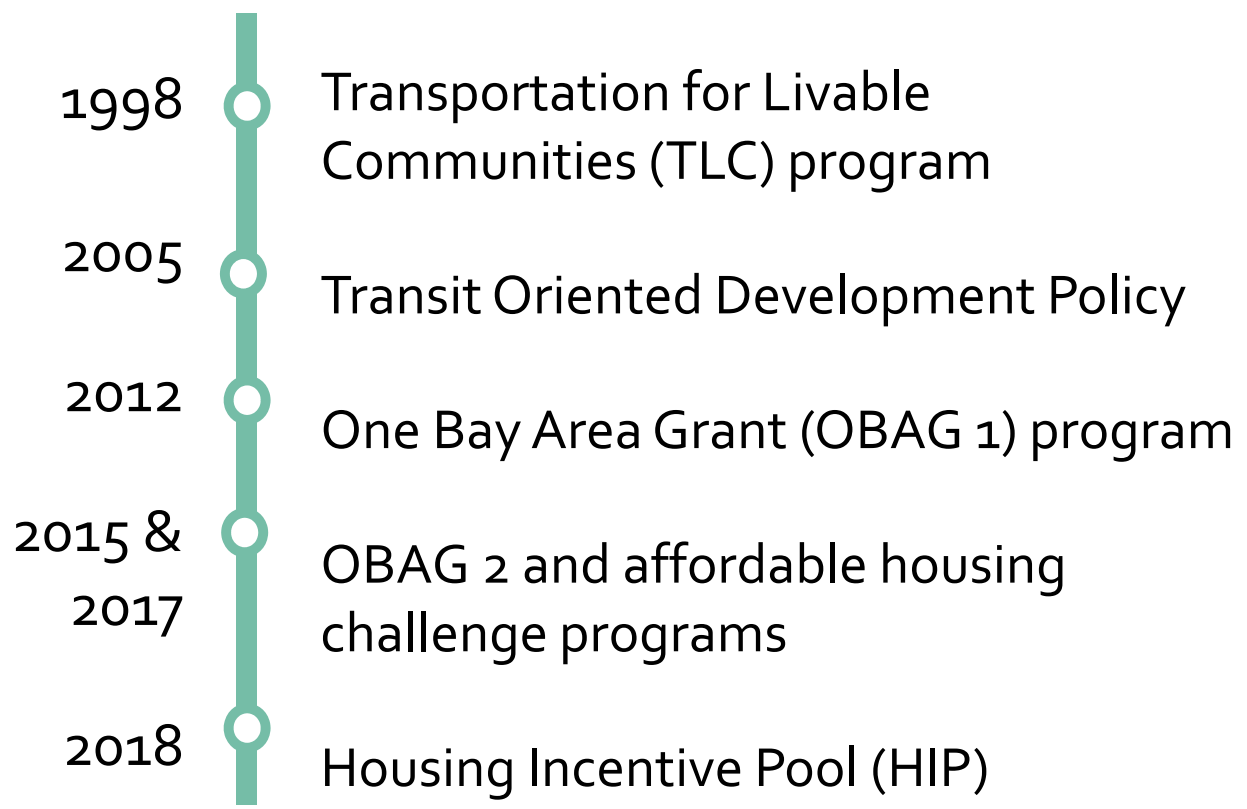 1998
Transportation for Livable
Communities (TLC) program
2005
Transit Oriented Development Policy
2012
One Bay Area Grant (OBAG 1) program
2015 &
2017
OBAG 2 and affordable housing
challenge programs
2018
Housing Incentive Pool (HIP)